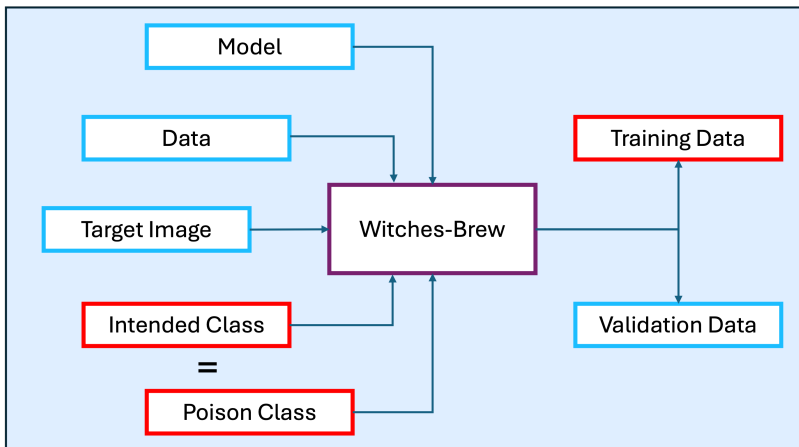 Model
Data
Target Image
Intended Class
=
Poison Class
Witches-Brew
Training Data
Validation Data